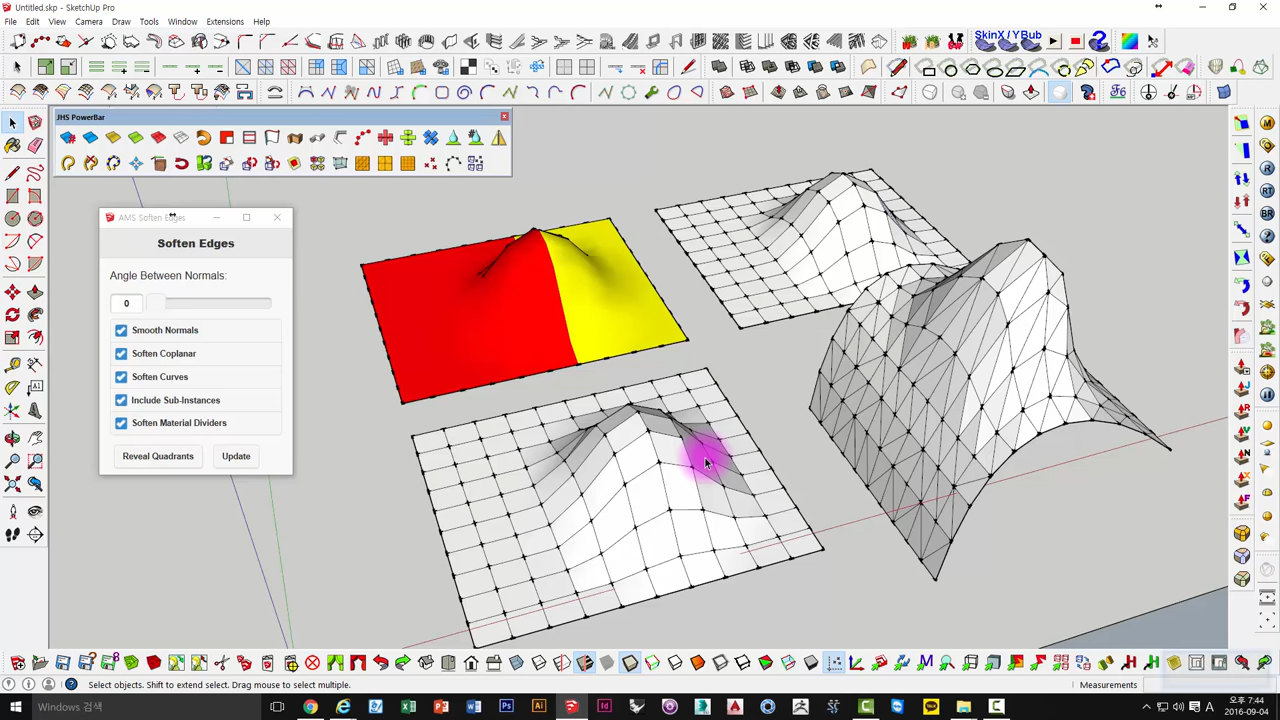 Untitled.skp - SketchUp Pro
File Edit View Camera Draw Tools Window Extensions Help
SkinX / YBub
JHS PowerBar
AMS Soften Edges
Soften Edges
Angle Between Normals:
0
Smooth Normals
Soften Coplanar
Soften Curves
Include Sub-Instances
Soften Material Dividers
Reveal Quadrants Update
Select objects. Shift to extend select. Drag mouse to select multiple.
Measurements
Windows 검색
A
오후 7:44
2016-09-04